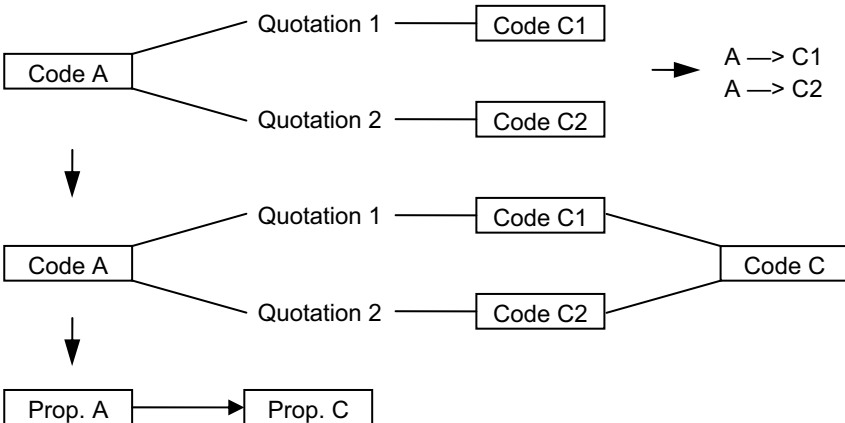 Quotation 1 Code C1
Code A
A —> C1
A —> C2
Quotation 2 Code C2
Quotation 1 Code C1
Code A Code C
Quotation 2 Code C2
Prop. A Prop. C